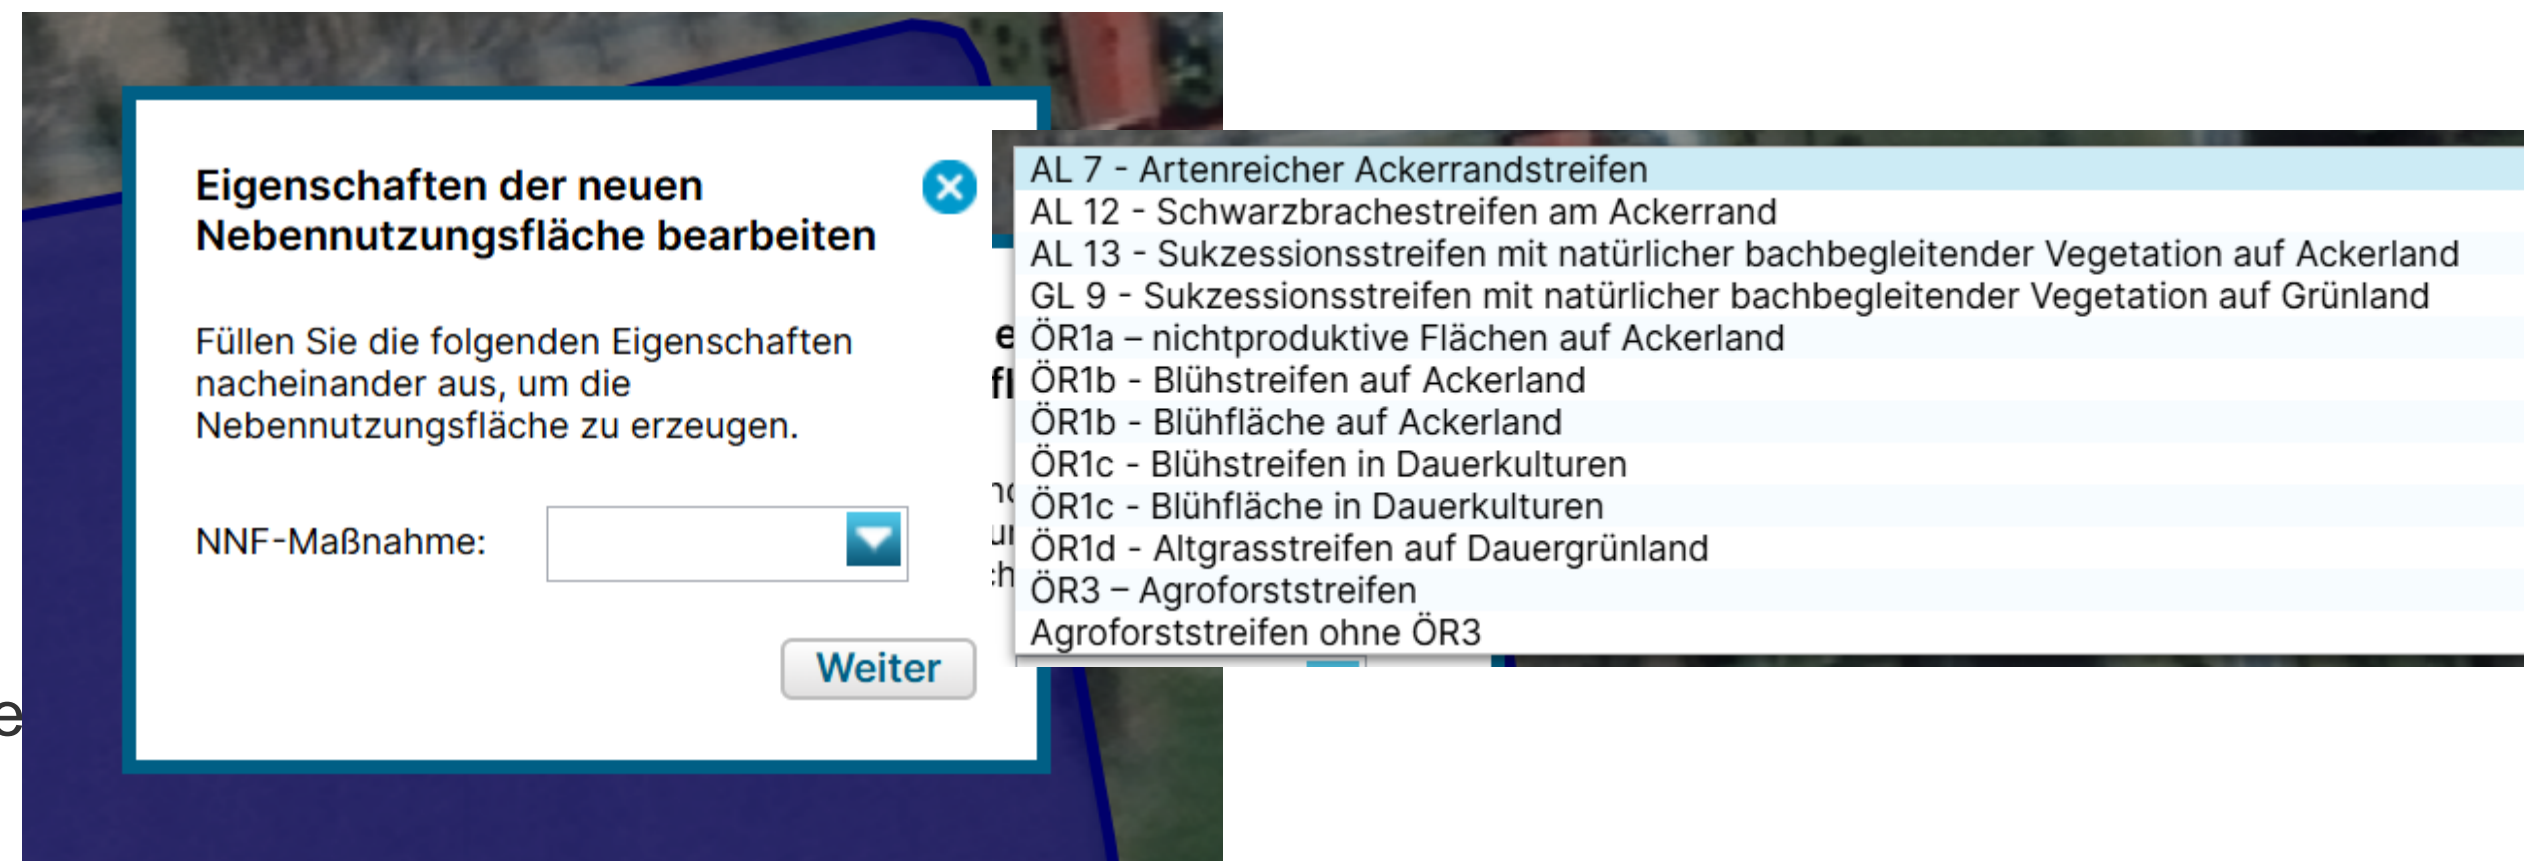 Eigenschaften der neuen
Nebennutzungsfläche bearbeiten
Füllen Sie die folgenden Eigenschaften
nacheinander aus, um die
Nebennutzungsfläche zu erzeugen.
NNF-Maßnahme:
Weiter
AL 7 - Artenreicher Ackerrandstreifen
AL 12 - Schwarzbrachestreifen am Ackerrand
AL 13 - Sukzessionsstreifen mit natürlicher bachbegleitender Vegetation auf Ackerland
GL 9 - Sukzessionsstreifen mit natürlicher bachbegleitender Vegetation auf Grünland
ÖR1a – nichtproduktive Flächen auf Ackerland
ÖR1b - Blühstreifen auf Ackerland
ÖR1b - Blühfläche auf Ackerland
ÖR1c - Blühstreifen in Dauerkulturen
ÖR1c - Blühfläche in Dauerkulturen
ÖR1d - Altgrasstreifen auf Dauergrünland
ÖR3 – Agroforststreifen
Agroforststreifen ohne ÖR3